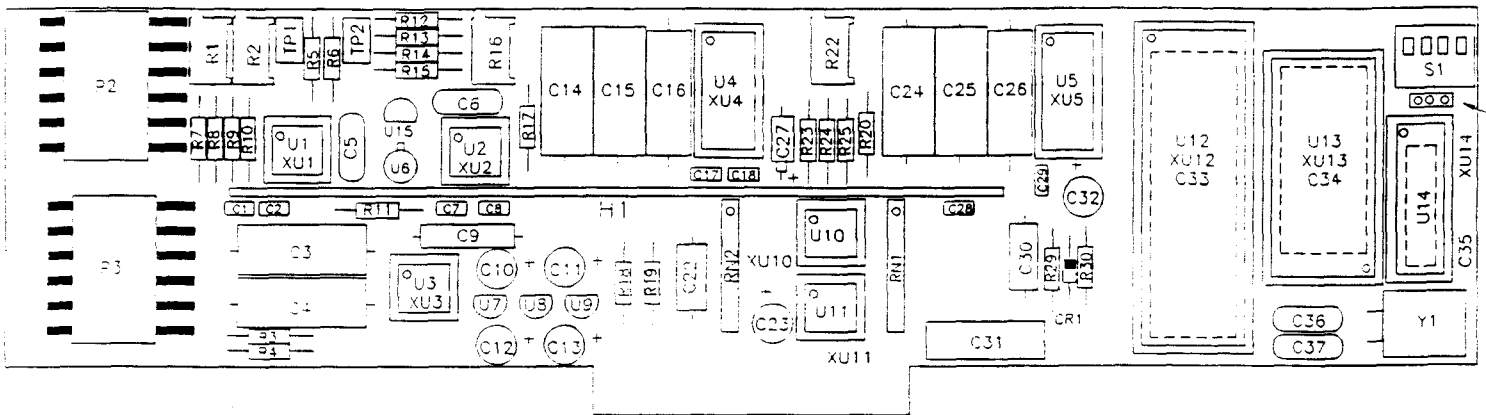 P2
R1
R2
TP1
R5
R6
TP2
R12
R13
R14
R15
R16
C14
C15
C16
U4
XU4
R22
C24
C25
C26
U5
XU5
U12
XU12
C33
U13
XU13
C34
S1
R7
R8
R9
R10
U1
XU1
C5
U15
U6
C6
U2
XU2
R17
C17
C18
C27
+
R23
R24
R25
R20
C29
+
C32
XU14
U14
C35
P3
C1
C2
R11
C7
C8
H1
C28
C3
C4
R3
R4
C9
U3
XU3
C10
+
C11
+
U7
U8
U9
C12
+
C13
+
R18
R19
C22
RN2
XU10
U10
U11
XU11
+
C23
RN1
C30
R29
R30
CR1
C31
C36
C37
Y1